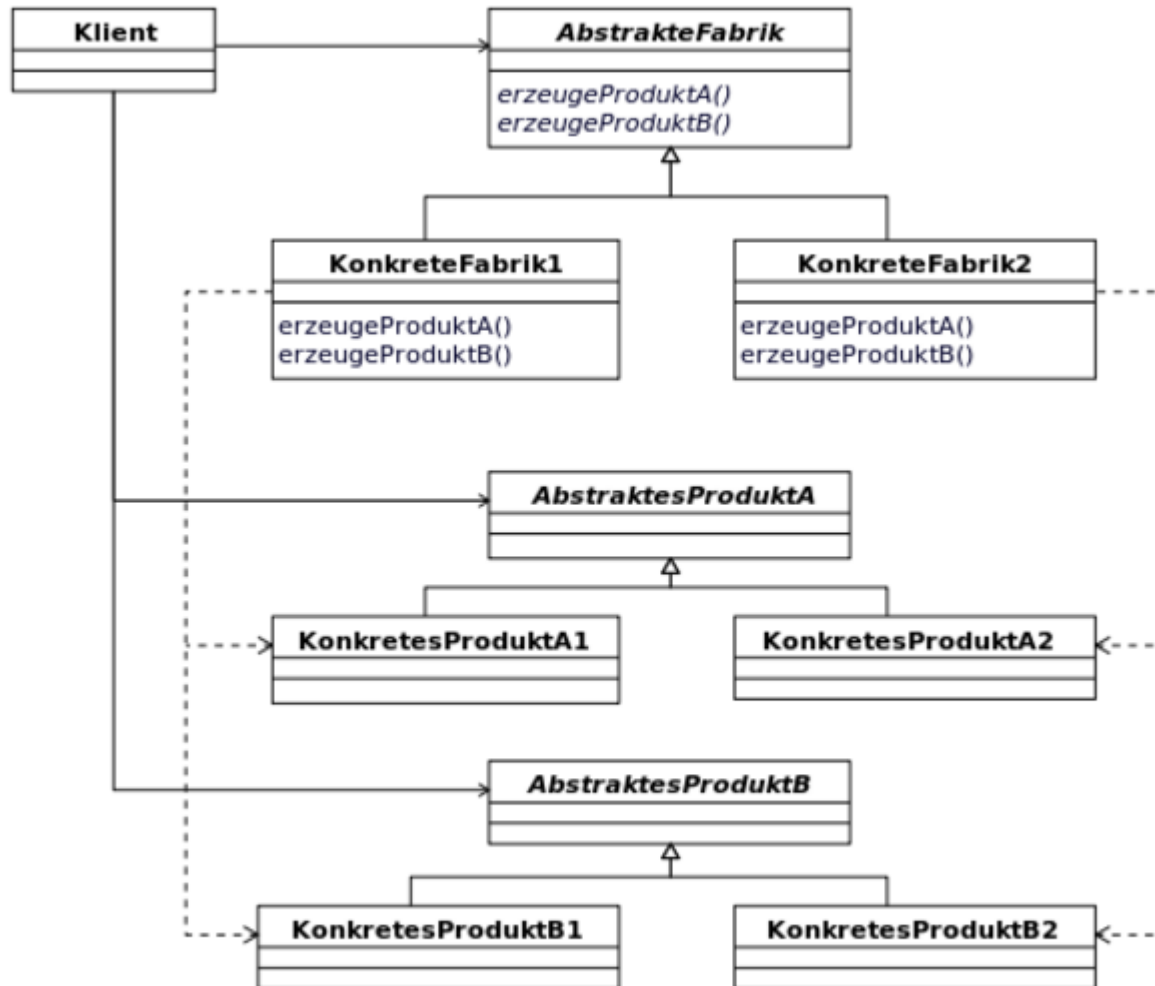 Klient
AbstrakteFabrik
erzeugeProduktA()
erzeugeProduktB()
KonkreteFabrik1
erzeugeProduktA()
erzeugeProduktB()
KonkreteFabrik2
erzeugeProduktA()
erzeugeProduktB()
AbstraktesProduktA
KonkretesProduktA1
KonkretesProduktA2
AbstraktesProduktB
KonkretesProduktB1
KonkretesProduktB2